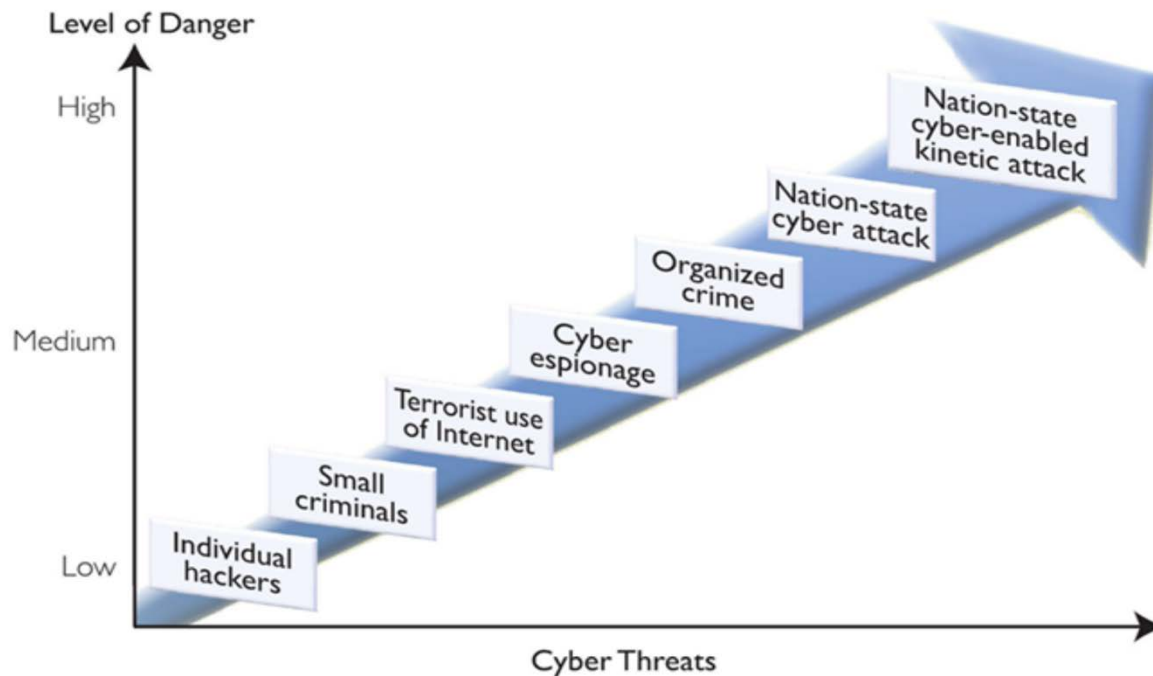 Level of Danger
High
Nation-state
cyber-enabled
kinetic attack
Nation-state
cyber attack
Organized
crime
Medium
Cyber
espionage
Terrorist use
of Internet
Small
criminals
Low
Individual
hackers
Cyber Threats